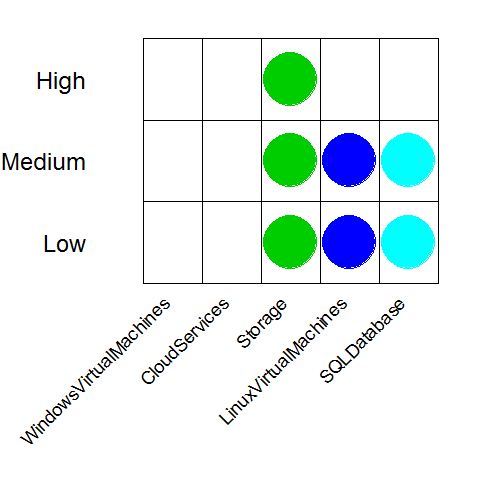 High
Medium
Low
WindowsVirtualMachines
CloudServices
Storage
LinuxVirtualMachines
SQLDatabase